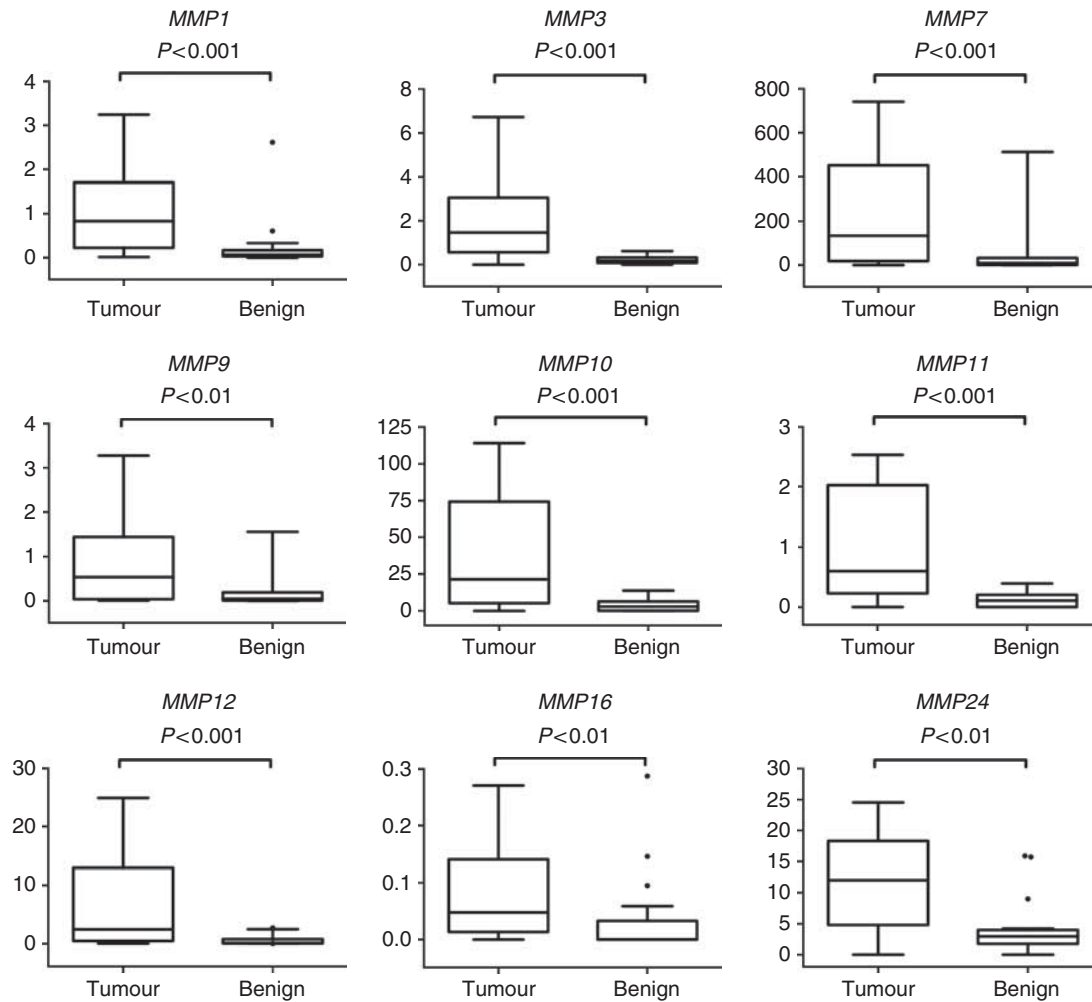 MMP1 MMP3 MMP7
P<0.001 P<0.001 P<0.001
4 3 2 1 0
8 6 4 2 0
800 600 400 200 0
Tumour Benign Tumour Benign Tumour Benign
MMP9 MMP10 MMP11
P<0.01 P<0.001 P<0.001
4 3 2 1 0
125 100 75 50 25 0
3 2 1 0
Tumour Benign Tumour Benign Tumour Benign
MMP12 MMP16 MMP24
P<0.001 P<0.01 P<0.01
30 20 10 0
0.3 0.2 0.1 0.0
30 25 20 15 10 5 0
Tumour Benign Tumour Benign Tumour Benign